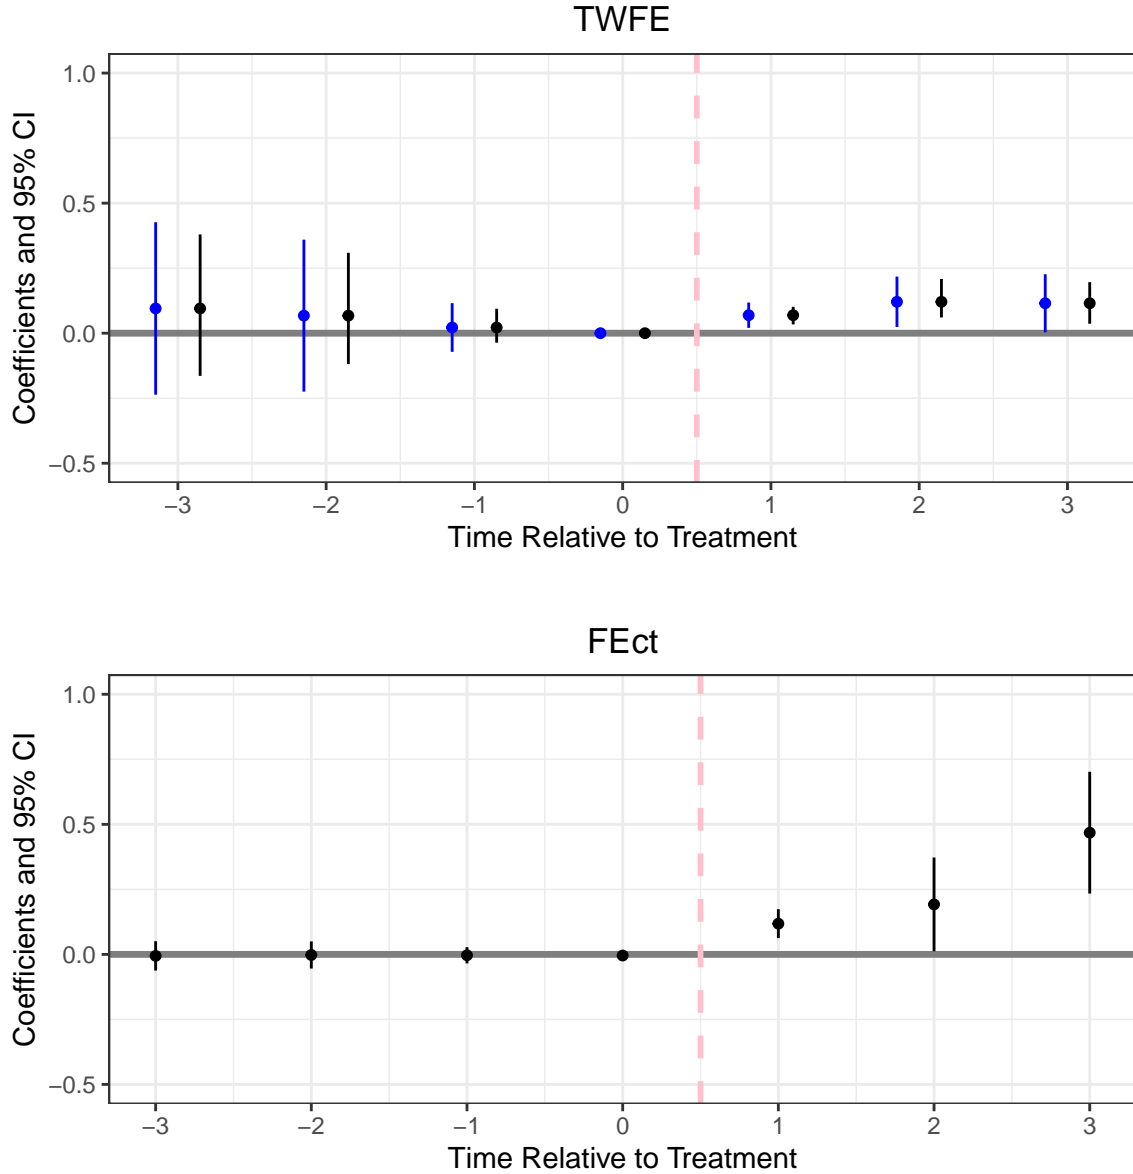 TWFE
Coefficients and 95% CI
1.0
0.5
0.0
−0.5
−3 −2 −1 0 1 2 3
Time Relative to Treatment
FEct
Coefficients and 95% CI
1.0
0.5
0.0
−0.5
−3 −2 −1 0 1 2 3
Time Relative to Treatment